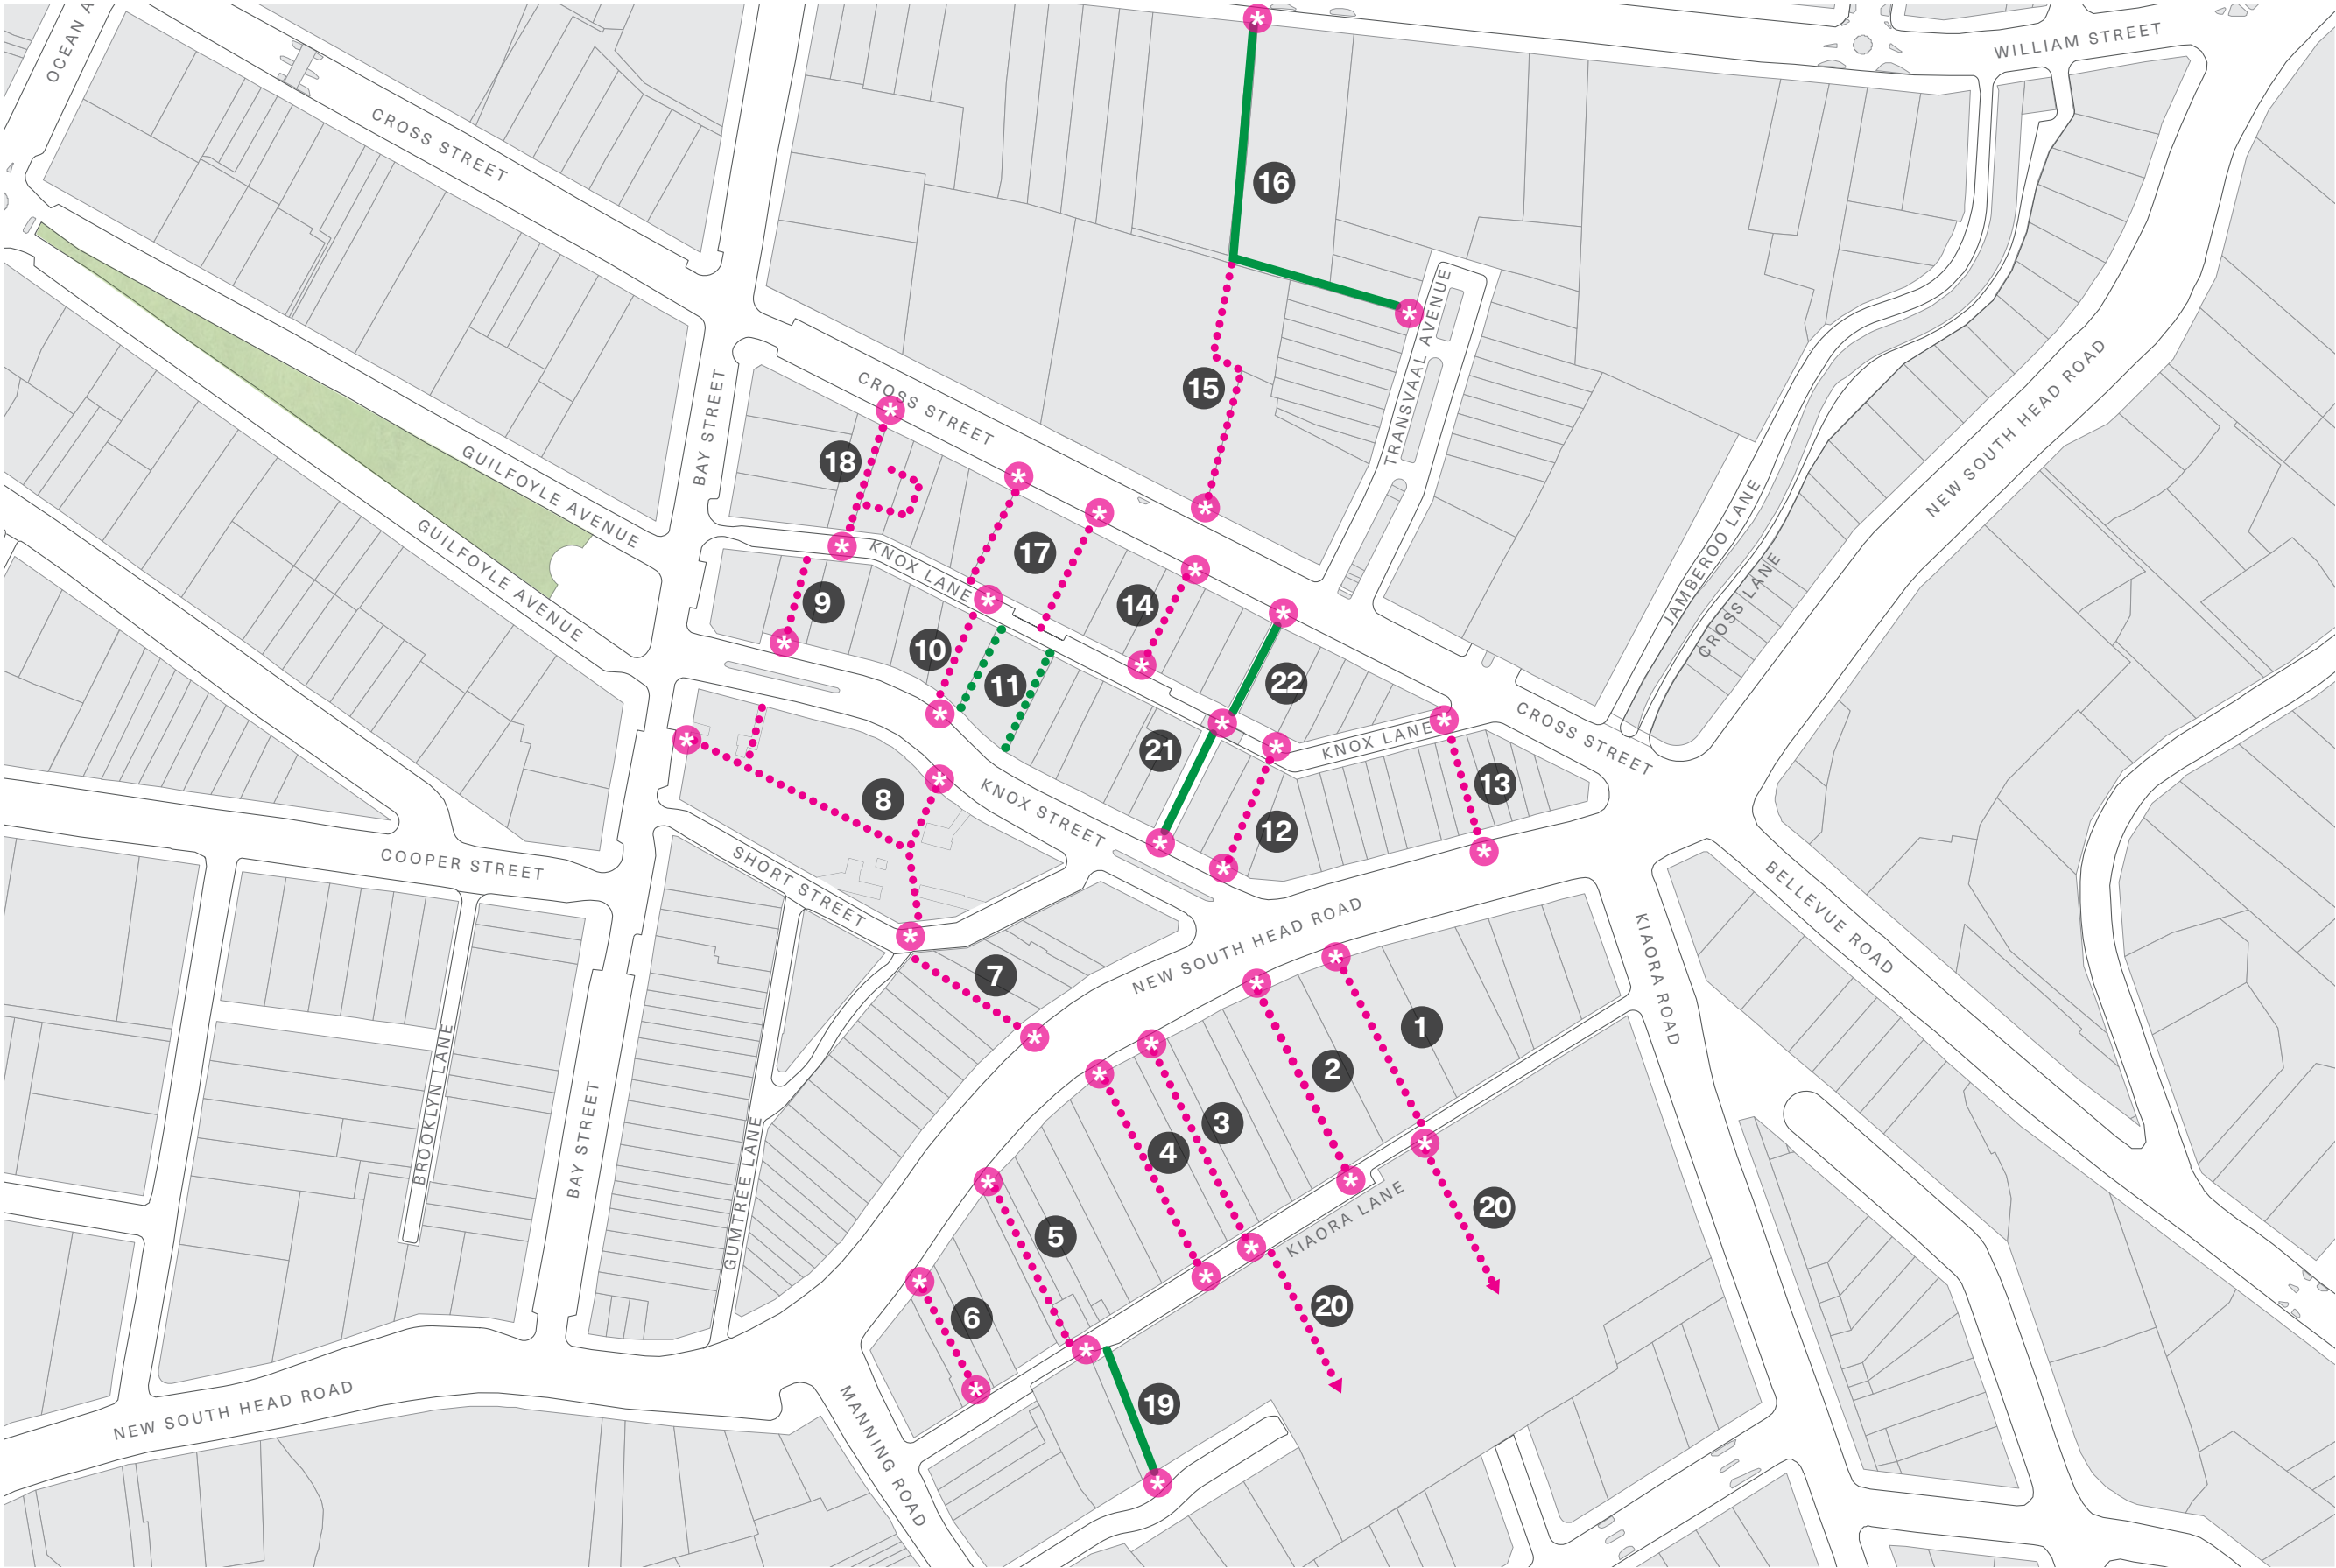 OCEAN A
WILLIAM STREET
CROSS STREET
16
TRANSVAAL AVENUE
NEW SOUTH HEAD ROAD
15
CROSS STREET
BAY STREET
18
GUILFOYLE AVENUE
GUILFOYLE AVENUE
KNOX LANE
17
JAMBEROO LANE
CROSS LANE
9
14
10
11
22
21
KNOX LANE
CROSS STREET
13
8
KNOX STREET
12
COOPER STREET
SHORT STREET
BELLEVUE ROAD
NEW SOUTH HEAD ROAD
KIAORA ROAD
7
1
2
3
4
BROOKLYN LANE
BAY STREET
GUMTREE LANE
5
KIAORA LANE
20
20
6
19
NEW SOUTH HEAD ROAD
MANNING ROAD